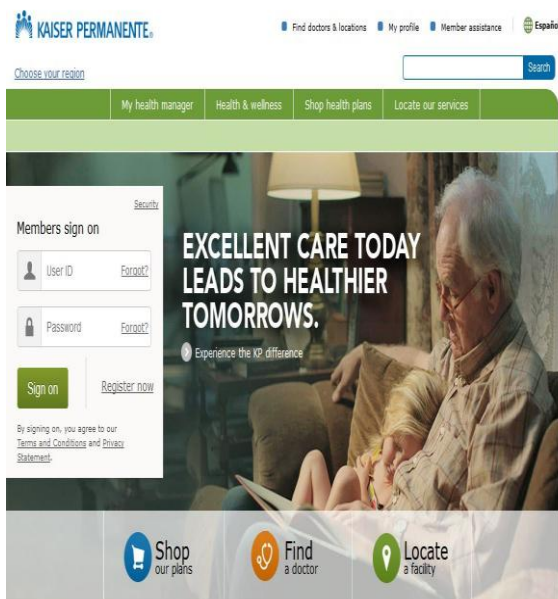 KAISER PERMANENTE®
Find doctors & locations
My profile
Member assistance
Españo
Choose your region
Search
My health manager
Health & wellness
Shop health plans
Locate our services
Security
Members sign on
User ID
Forgot?
Password
Forgot?
Sign on
Register now
By signing on, you agree to our
Terms and Conditions and Privacy
Statement.
EXCELLENT CARE TODAY
LEADS TO HEALTHIER
TOMORROWS.
Experience the KP difference
Shop
our plans
Find
a doctor
Locate
a facility